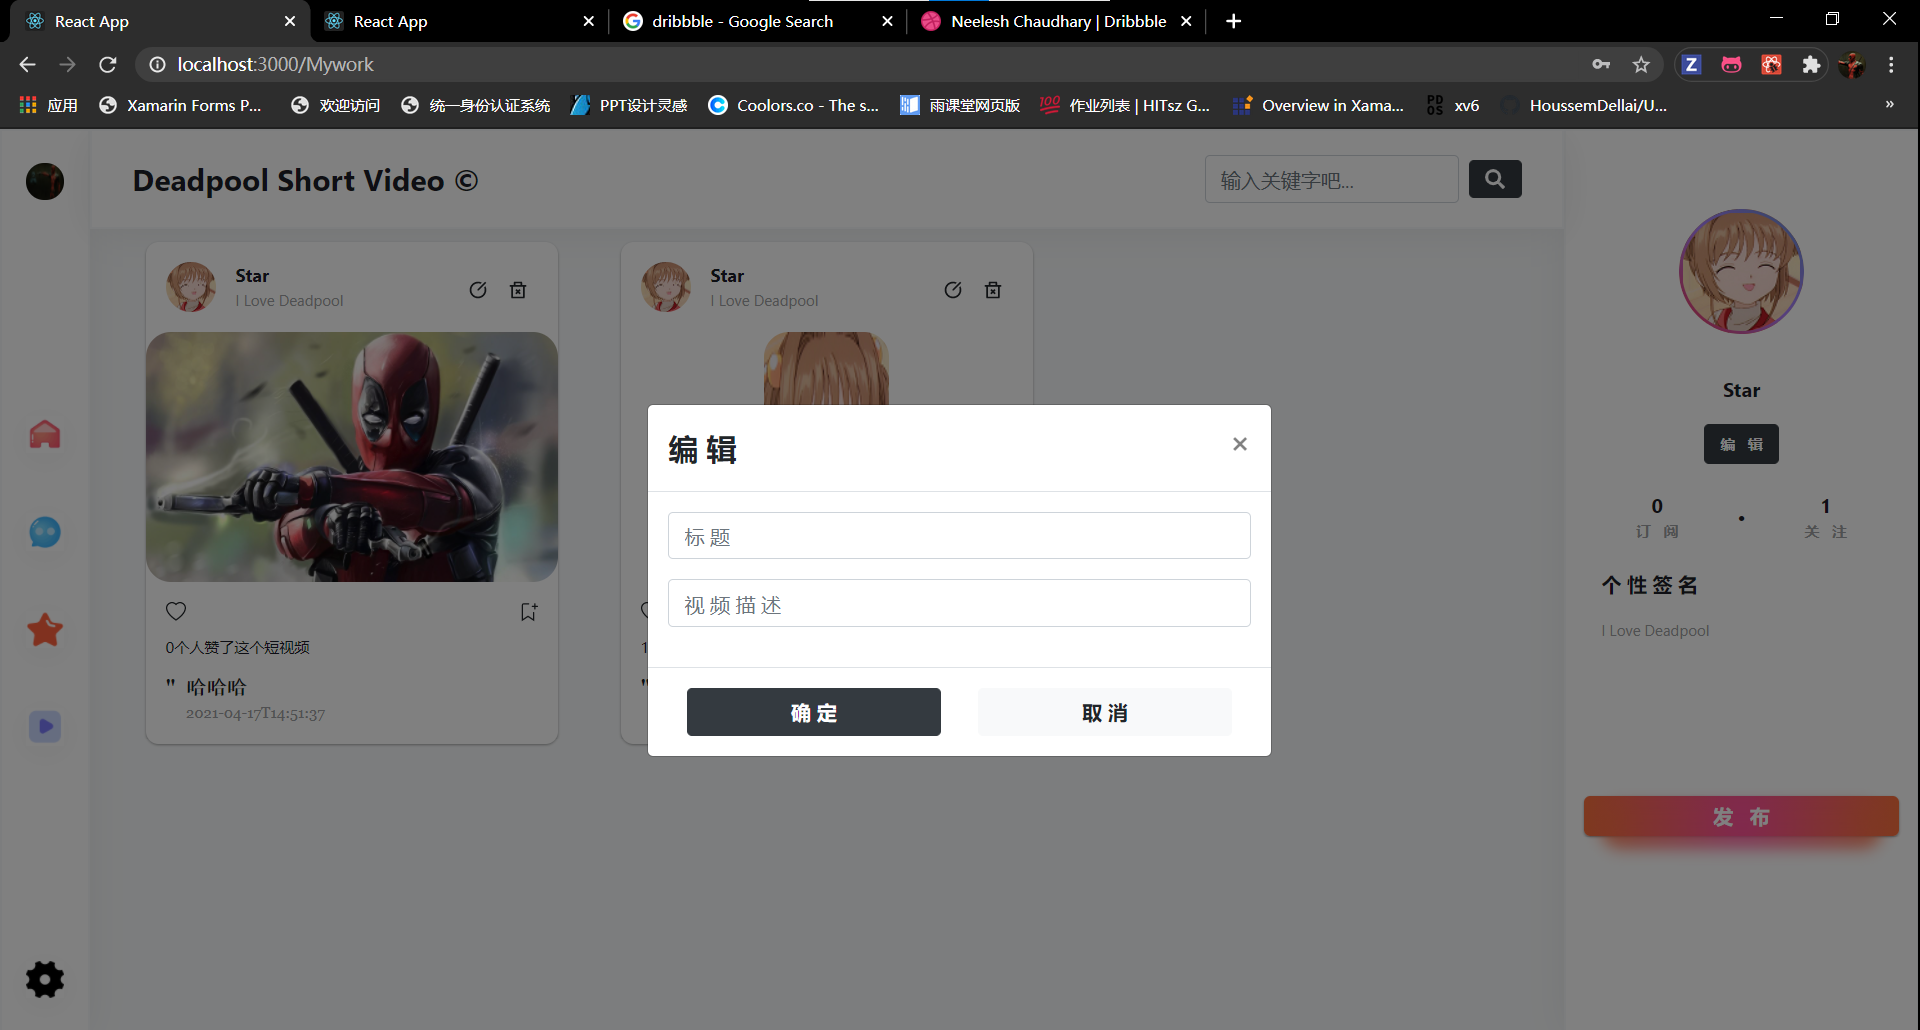 React App
React App
dribbble - Google Search
Neelesh Chaudhary | Dribbble
localhost:3000/Mywork
应用
Xamarin Forms P...
欢迎访问
统一身份认证系统
PPT设计灵感
Coolors.co - The s...
雨课堂网页版
100
作业列表 | HITsz G...
Overview in Xama...
PD
OS
xv6
HoussemDellai/U...
Deadpool Short Video ©
输入关键字吧...
Star
I Love Deadpool
0个人赞了这个短视频
" 哈哈哈
2021-04-17T14:51:37
Star
I Love Deadpool
1
"
编 辑
标 题
视 频 描 述
确 定
取 消
Star
编 辑
0
订 阅
•
1
关 注
个 性 签 名
I Love Deadpool
发 布